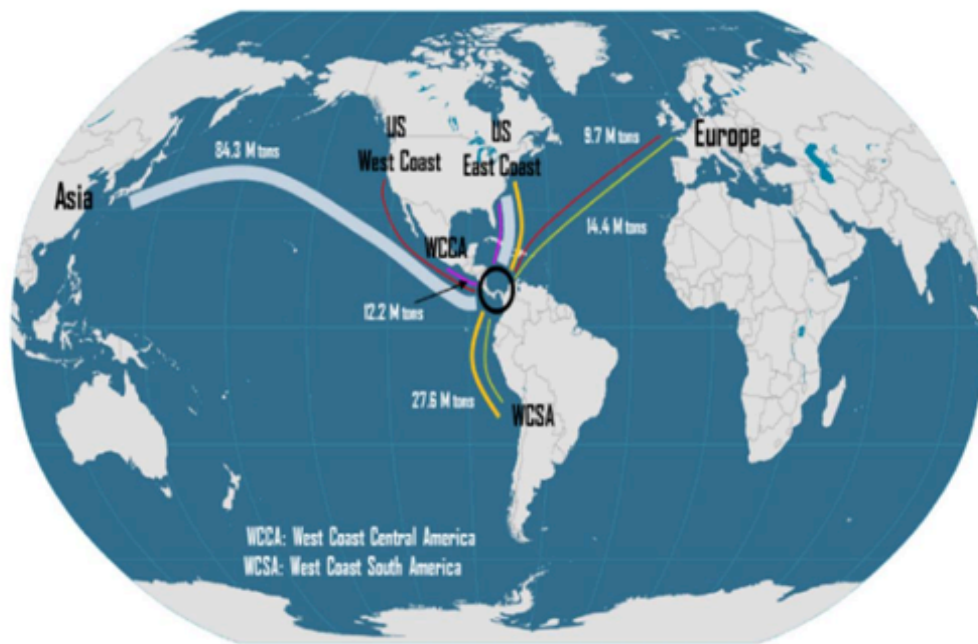 US
West Coast
US
East Coast
84.3 M tons
9.7 M tons
Europe
Asia
14.4 M tons
WCCA
12.2 M tons
27.6 M tons
WCSA
WCCA: West Coast Central America
WCSA: West Coast South America